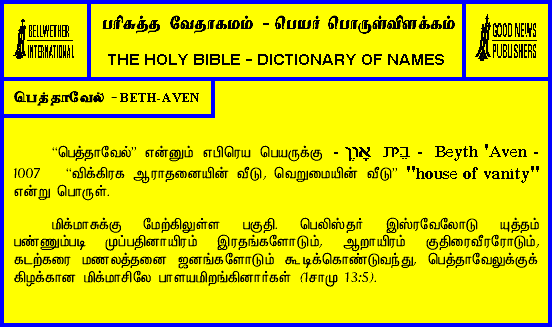 BELLWETHER
INTERNATIONAL
பரிசுத்த வேதாகமம் - பெயர் பொருள்விளக்கம்
THE HOLY BIBLE - DICTIONARY OF NAMES
GOOD NEWS
PUBLISHERS
பெத்தாவேல் - BETH-AVEN
“பெத்தாவேல்” என்னும் எபிரெய பெயருக்கு - בֵּית אָוֶן - Beyth 'Aven -
1007 “விக்கிரக ஆராதனையின் வீடு, வெறுமையின் வீடு” "house of vanity"
என்று பொருள்.
மிக்மாசுக்கு மேற்கிலுள்ள பகுதி. பெலிஸ்தர் இஸ்ரவேலோடு யுத்தம்
பண்ணும்படி முப்பதினாயிரம் இரதங்களோடும், ஆறாயிரம் குதிரைவீரரோடும்,
கடற்கரை மணலத்தனை ஜனங்களோடும் கூடிக்கொண்டுவந்து, பெத்தாவேலுக்குக்
கிழக்கான மிக்மாசிலே பாளயமிறங்கினார்கள் (1சாமு 13:5).